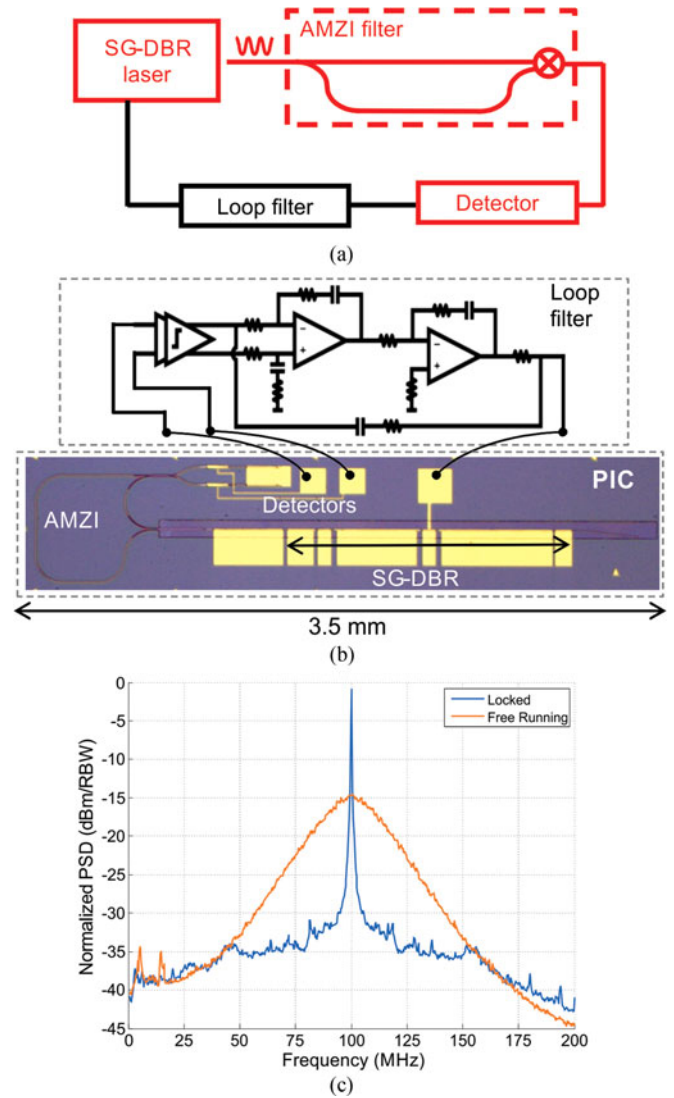 SG-DBR
laser
AMZI filter
Loop filter
Detector
(a)
Loop
filter
−
+
−
+
PIC
AMZI
Detectors
SG-DBR
3.5 mm
(b)
Normalized PSD (dBm/RBW)
0
-5
-10
-15
-20
-25
-30
-35
-40
-45
Locked
Free Running
0 25 50 75 100 125 150 175 200
Frequency (MHz)
(c)